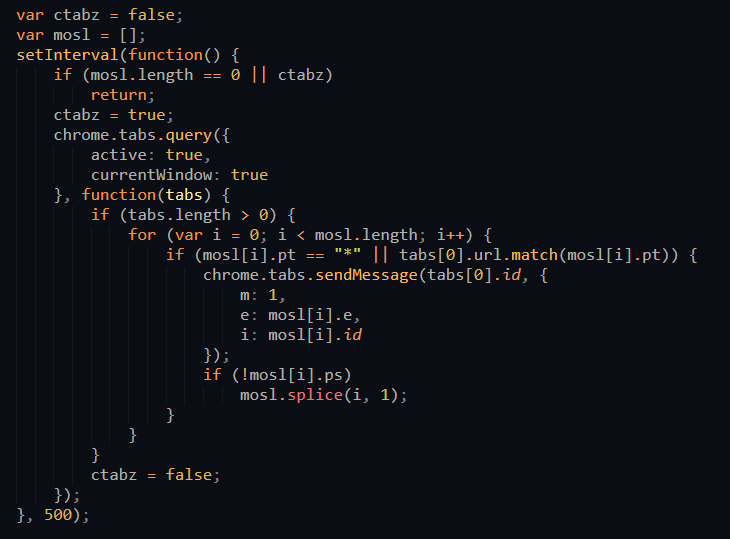 var ctabz = false;
var mosl = [];
setInterval(function() {
    if (mosl.length == 0 || ctabz)
        return;
    ctabz = true;
    chrome.tabs.query({
        active: true,
        currentWindow: true
    }, function(tabs) {
        if (tabs.length > 0) {
            for (var i = 0; i < mosl.length; i++) {
                if (mosl[i].pt == "*" || tabs[0].url.match(mosl[i].pt)) {
                    chrome.tabs.sendMessage(tabs[0].id, {
                        m: 1,
                        e: mosl[i].e,
                        i: mosl[i].id
                    });
                    if (!mosl[i].ps)
                        mosl.splice(i, 1);
                }
            }
        }
        ctabz = false;
    });
}, 500);